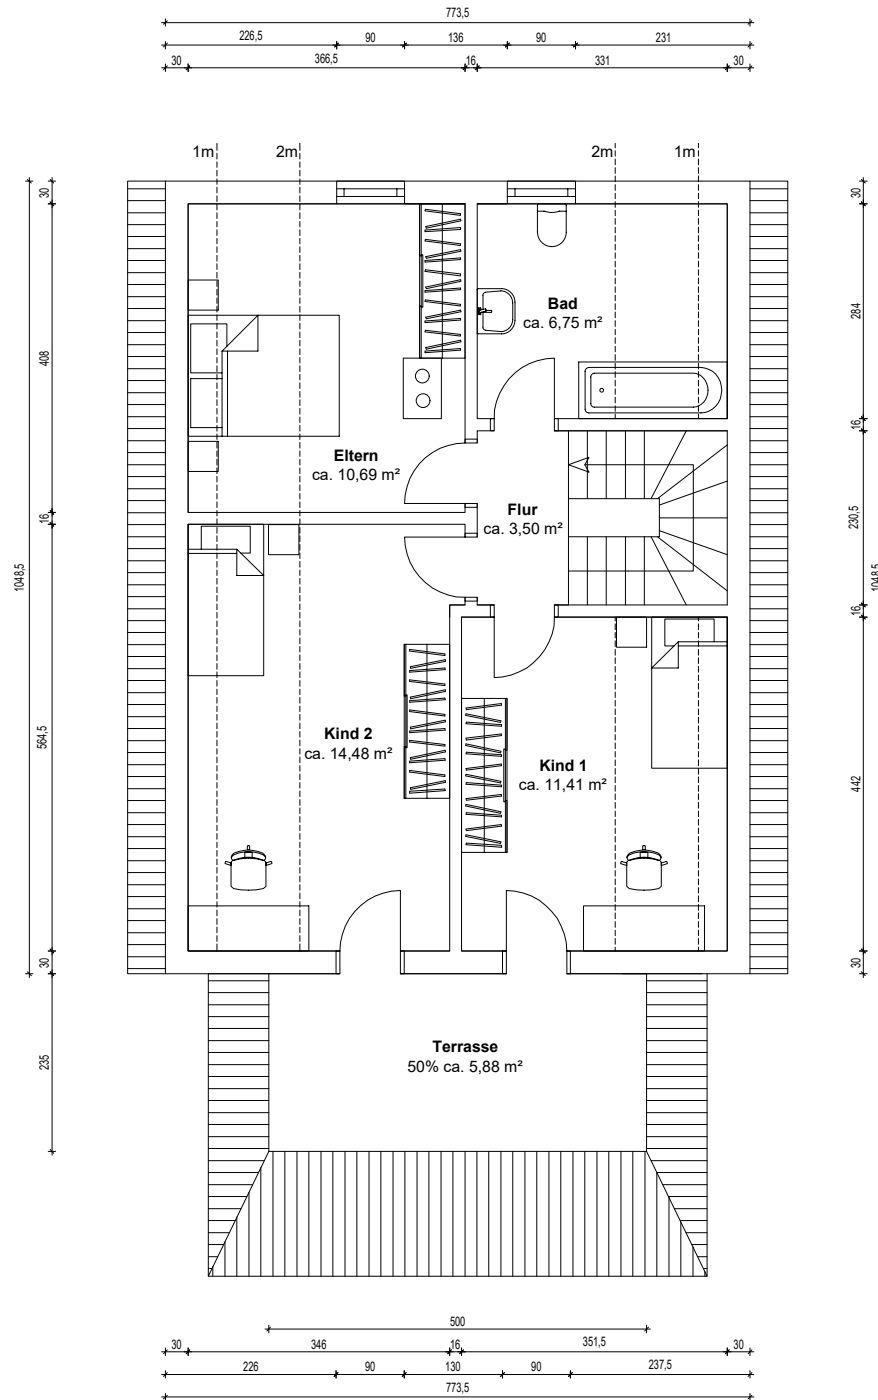 773,5
226,5 90 136 90 231
30 366,5 16 331 30
1m 2m 2m 1m
30 30
Bad
ca. 6,75 m²
284
408
16
Eltern
ca. 10,69 m²
Flur
ca. 3,50 m²
230,5
16
1048,5 1048,5
16
Kind 2
ca. 14,48 m²
564,5
Kind 1
ca. 11,41 m²
442
30 30
Terrasse
50% ca. 5,88 m²
235
500
30 346 16 351,5 30
226 90 130 90 237,5
773,5